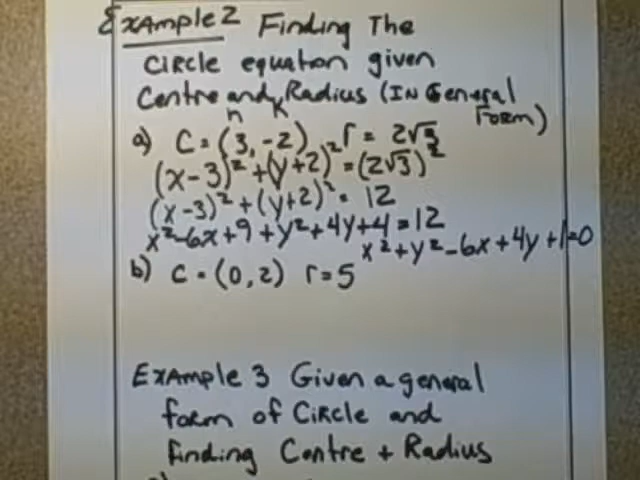 Example 2 Finding The
Circle equation given
Centre and Radius (In General
Form)
h k
a) C = (3, -2), r = 2√3
(x-3)² + (y+2)² = (2√3)²
(x-3)² + (y+2)² = 12
x²-6x+9 + y²+4y+4 = 12
x²+y²-6x+4y+1=0
b) C = (0, 2) r = 5
Example 3 Given a general
form of Circle and
finding Centre + Radius